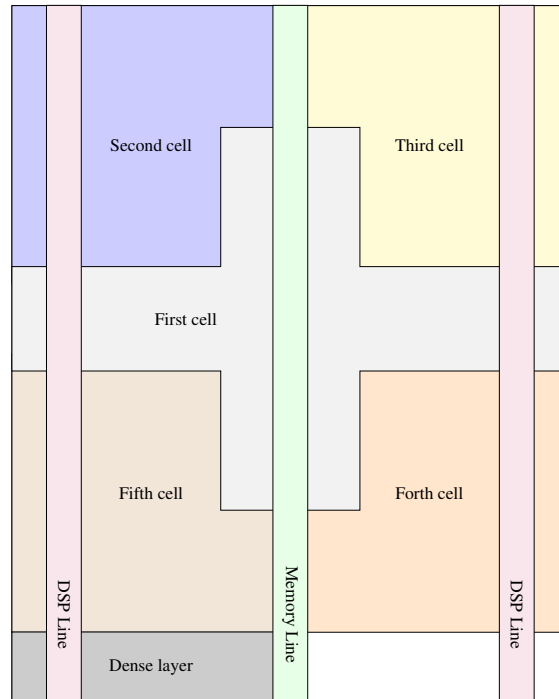 Second cell
Third cell
First cell
Fifth cell
Forth cell
DSP Line
Memory Line
DSP Line
Dense layer